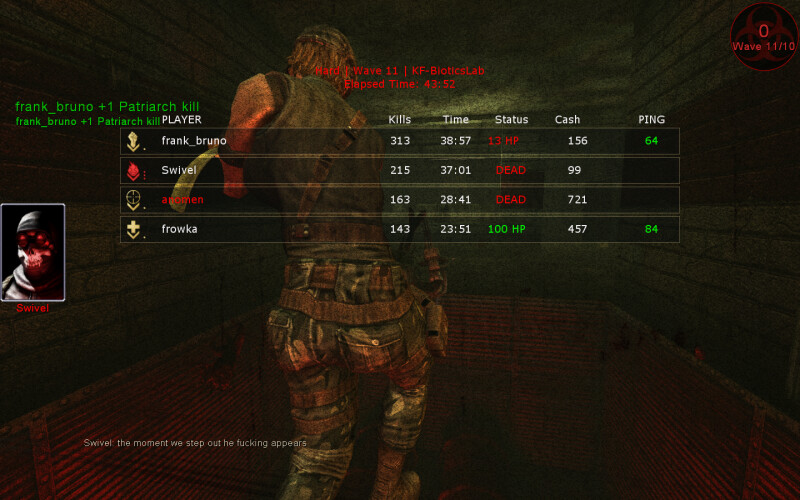 0
Wave 11/10
Hard | Wave 11 | KF-BioticsLab
Elapsed Time: 43:52
frank_bruno +1 Patriarch kill
frank_bruno +1 Patriarch kill
PLAYER Kills Time Status Cash PING
frank_bruno 313 38:57 13 HP 156 64
Swivel 215 37:01 DEAD 99
anomen 163 28:41 DEAD 721
frowka 143 23:51 100 HP 457 84
Swivel
Swivel: the moment we step out he fucking appears